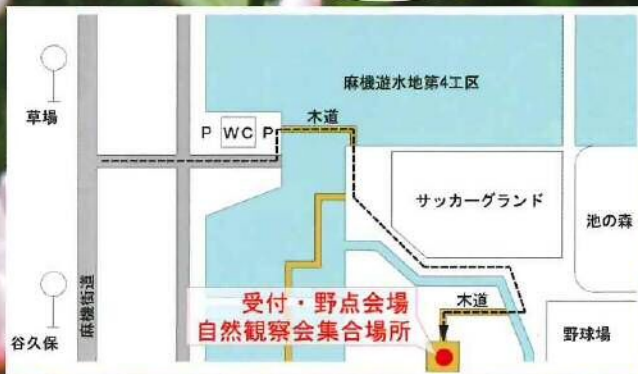 麻機遊水地第4工区
草場
P WC P
木道
サッカーグランド
池の森
麻機街道
受付・野点会場
自然観察会集合場所
木道
谷久保
野球場